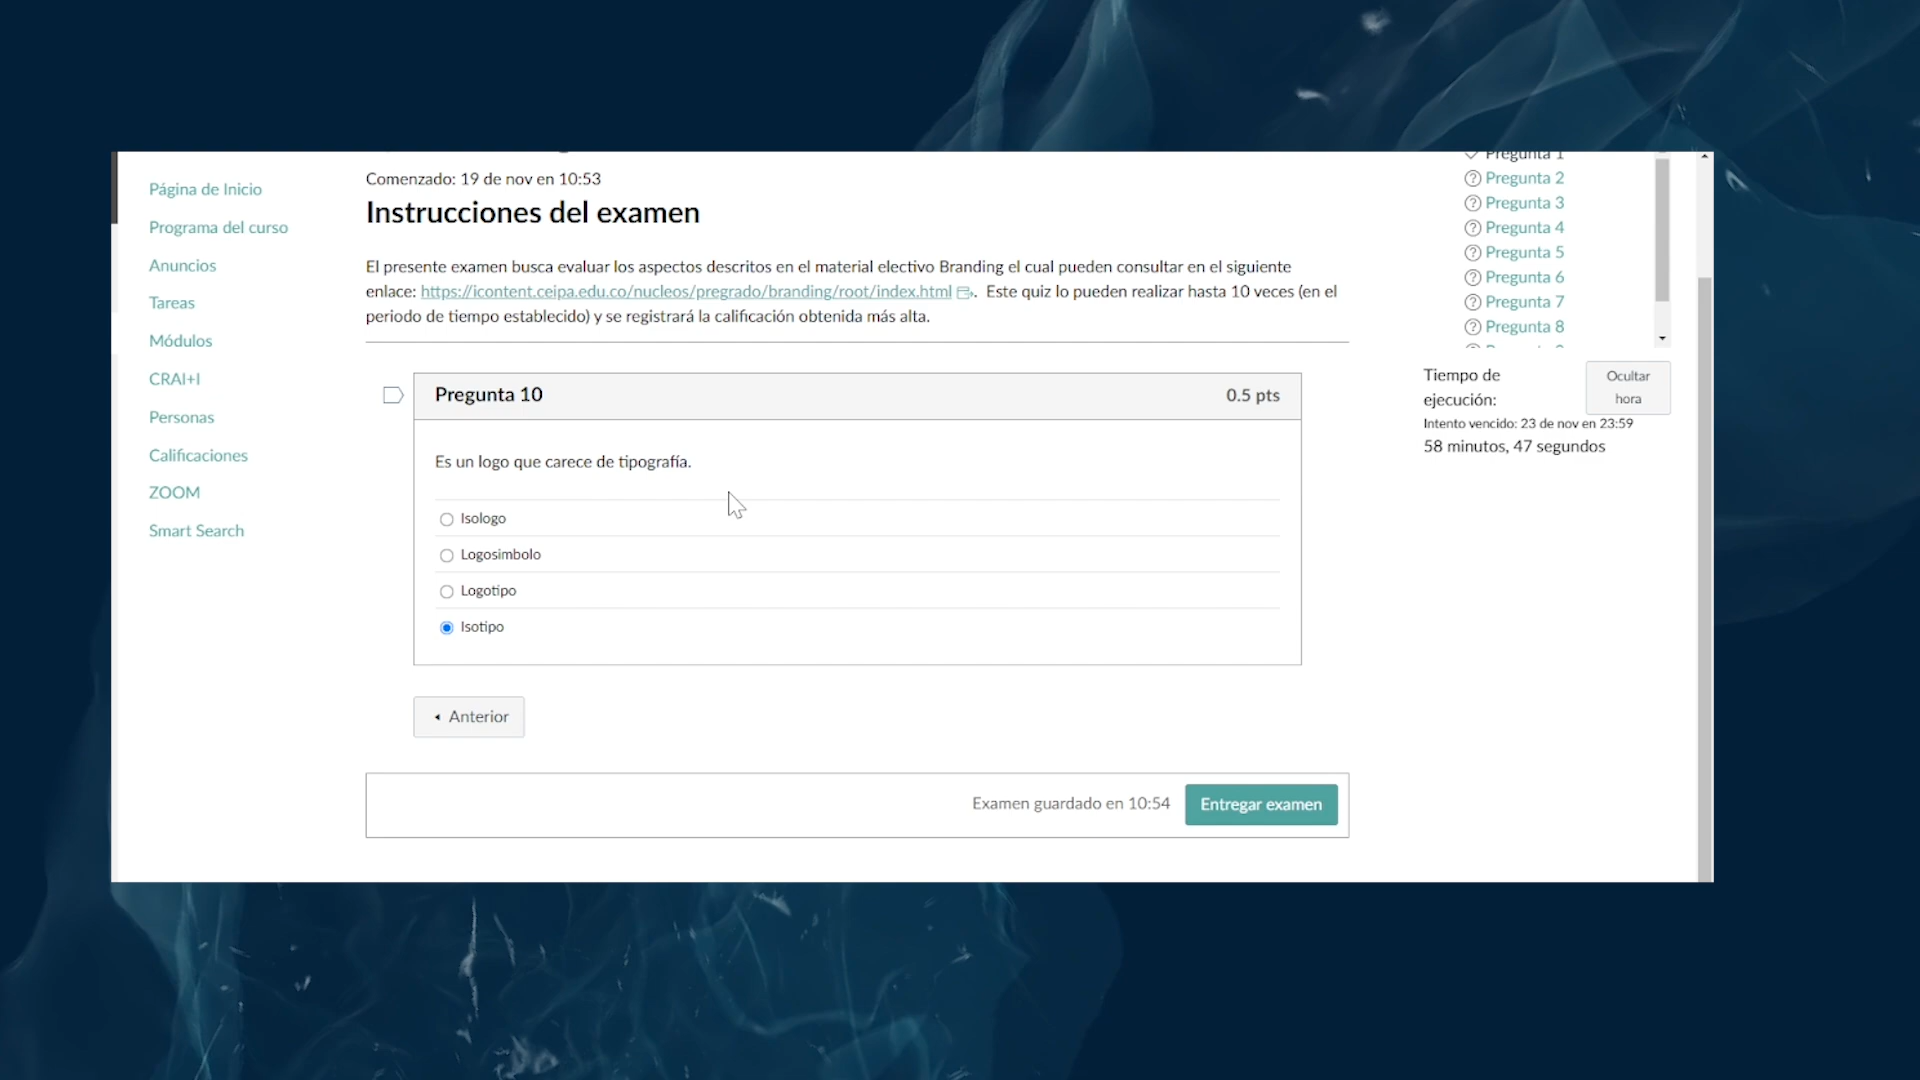 Página de Inicio
Programa del curso
Anuncios
Tareas
Módulos
CRAI+I
Personas
Calificaciones
ZOOM
Smart Search
Comenzado: 19 de nov en 10:53
Instrucciones del examen
El presente examen busca evaluar los aspectos descritos en el material electivo Branding el cual pueden consultar en el siguiente
enlace: https://icontent.ceipa.edu.co/nucleos/pregrado/branding/root/index.html . Este quiz lo pueden realizar hasta 10 veces (en el
periodo de tiempo establecido) y se registrará la calificación obtenida más alta.
Pregunta 10
0.5 pts
Es un logo que carece de tipografía.
Isologo
Logosimbolo
Logotipo
Isotipo
Anterior
Examen guardado en 10:54
Entregar examen
Pregunta 1
Pregunta 2
Pregunta 3
Pregunta 4
Pregunta 5
Pregunta 6
Pregunta 7
Pregunta 8
Tiempo de
ejecución:
Ocultar
hora
Intento vencido: 23 de nov en 23:59
58 minutos, 47 segundos